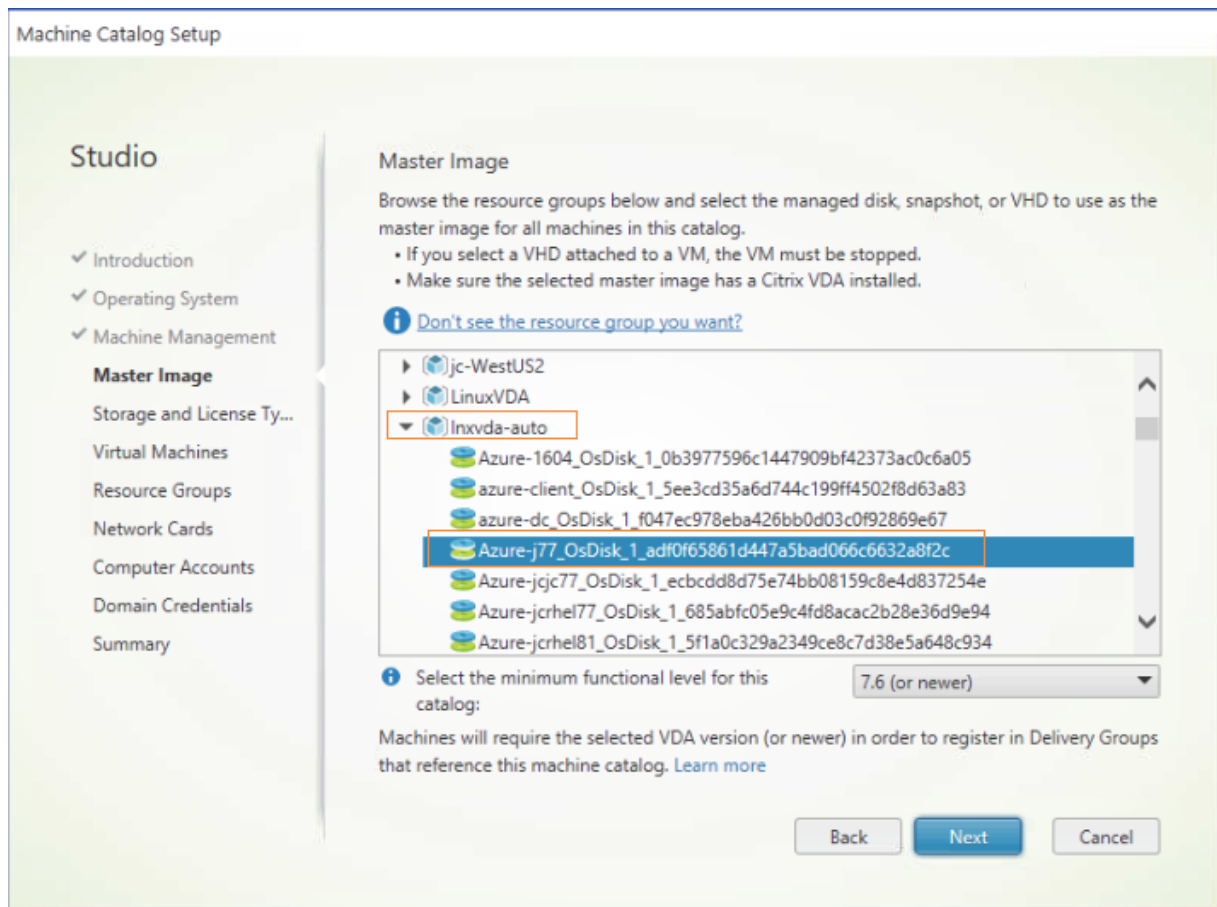 Machine Catalog Setup
Studio
Introduction
Operating System
Machine Management
Master Image
Storage and License Ty...
Virtual Machines
Resource Groups
Network Cards
Computer Accounts
Domain Credentials
Summary
Master Image
Browse the resource groups below and select the managed disk, snapshot, or VHD to use as the
master image for all machines in this catalog.
• If you select a VHD attached to a VM, the VM must be stopped.
• Make sure the selected master image has a Citrix VDA installed.
Don't see the resource group you want?
jc-WestUS2
LinuxVDA
lnxvda-auto
Azure-1604_OsDisk_1_0b3977596c1447909bf42373ac0c6a05
azure-client_OsDisk_1_5ee3cd35a6d744c199ff4502f8d63a83
azure-dc_OsDisk_1_f047ec978eba426bb0d03c0f92869e67
Azure-j77_OsDisk_1_adf0f65861d447a5bad066c6632a8f2c
Azure-jcjc77_OsDisk_1_ecbcdd8d75e74bb08159c8e4d837254e
Azure-jcrhel77_OsDisk_1_685abfc05e9c4fd8acac2b28e36d9e94
Azure-jcrhel81_OsDisk_1_5f1a0c329a2349ce8c7d38e5a648c934
Select the minimum functional level for this
catalog:
7.6 (or newer)
Machines will require the selected VDA version (or newer) in order to register in Delivery Groups
that reference this machine catalog. Learn more
Back
Next
Cancel